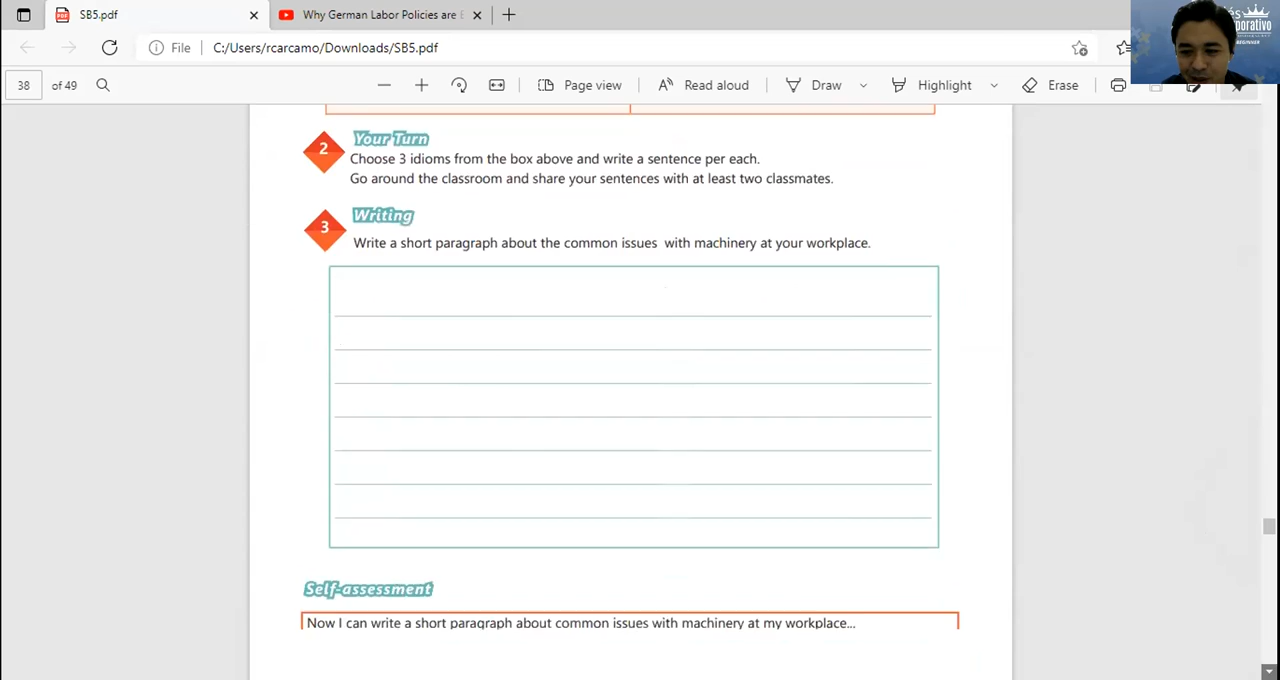 SB5.pdf
Why German Labor Policies are
File
C:/Users/rcarcamo/Downloads/SB5.pdf
38 of 49
Page view
Read aloud
Draw
Highlight
Erase
2
Your Turn
Choose 3 idioms from the box above and write a sentence per each.
Go around the classroom and share your sentences with at least two classmates.
3
Writing
Write a short paragraph about the common issues with machinery at your workplace.
Self-assessment
Now I can write a short paragraph about common issues with machinery at my workplace...